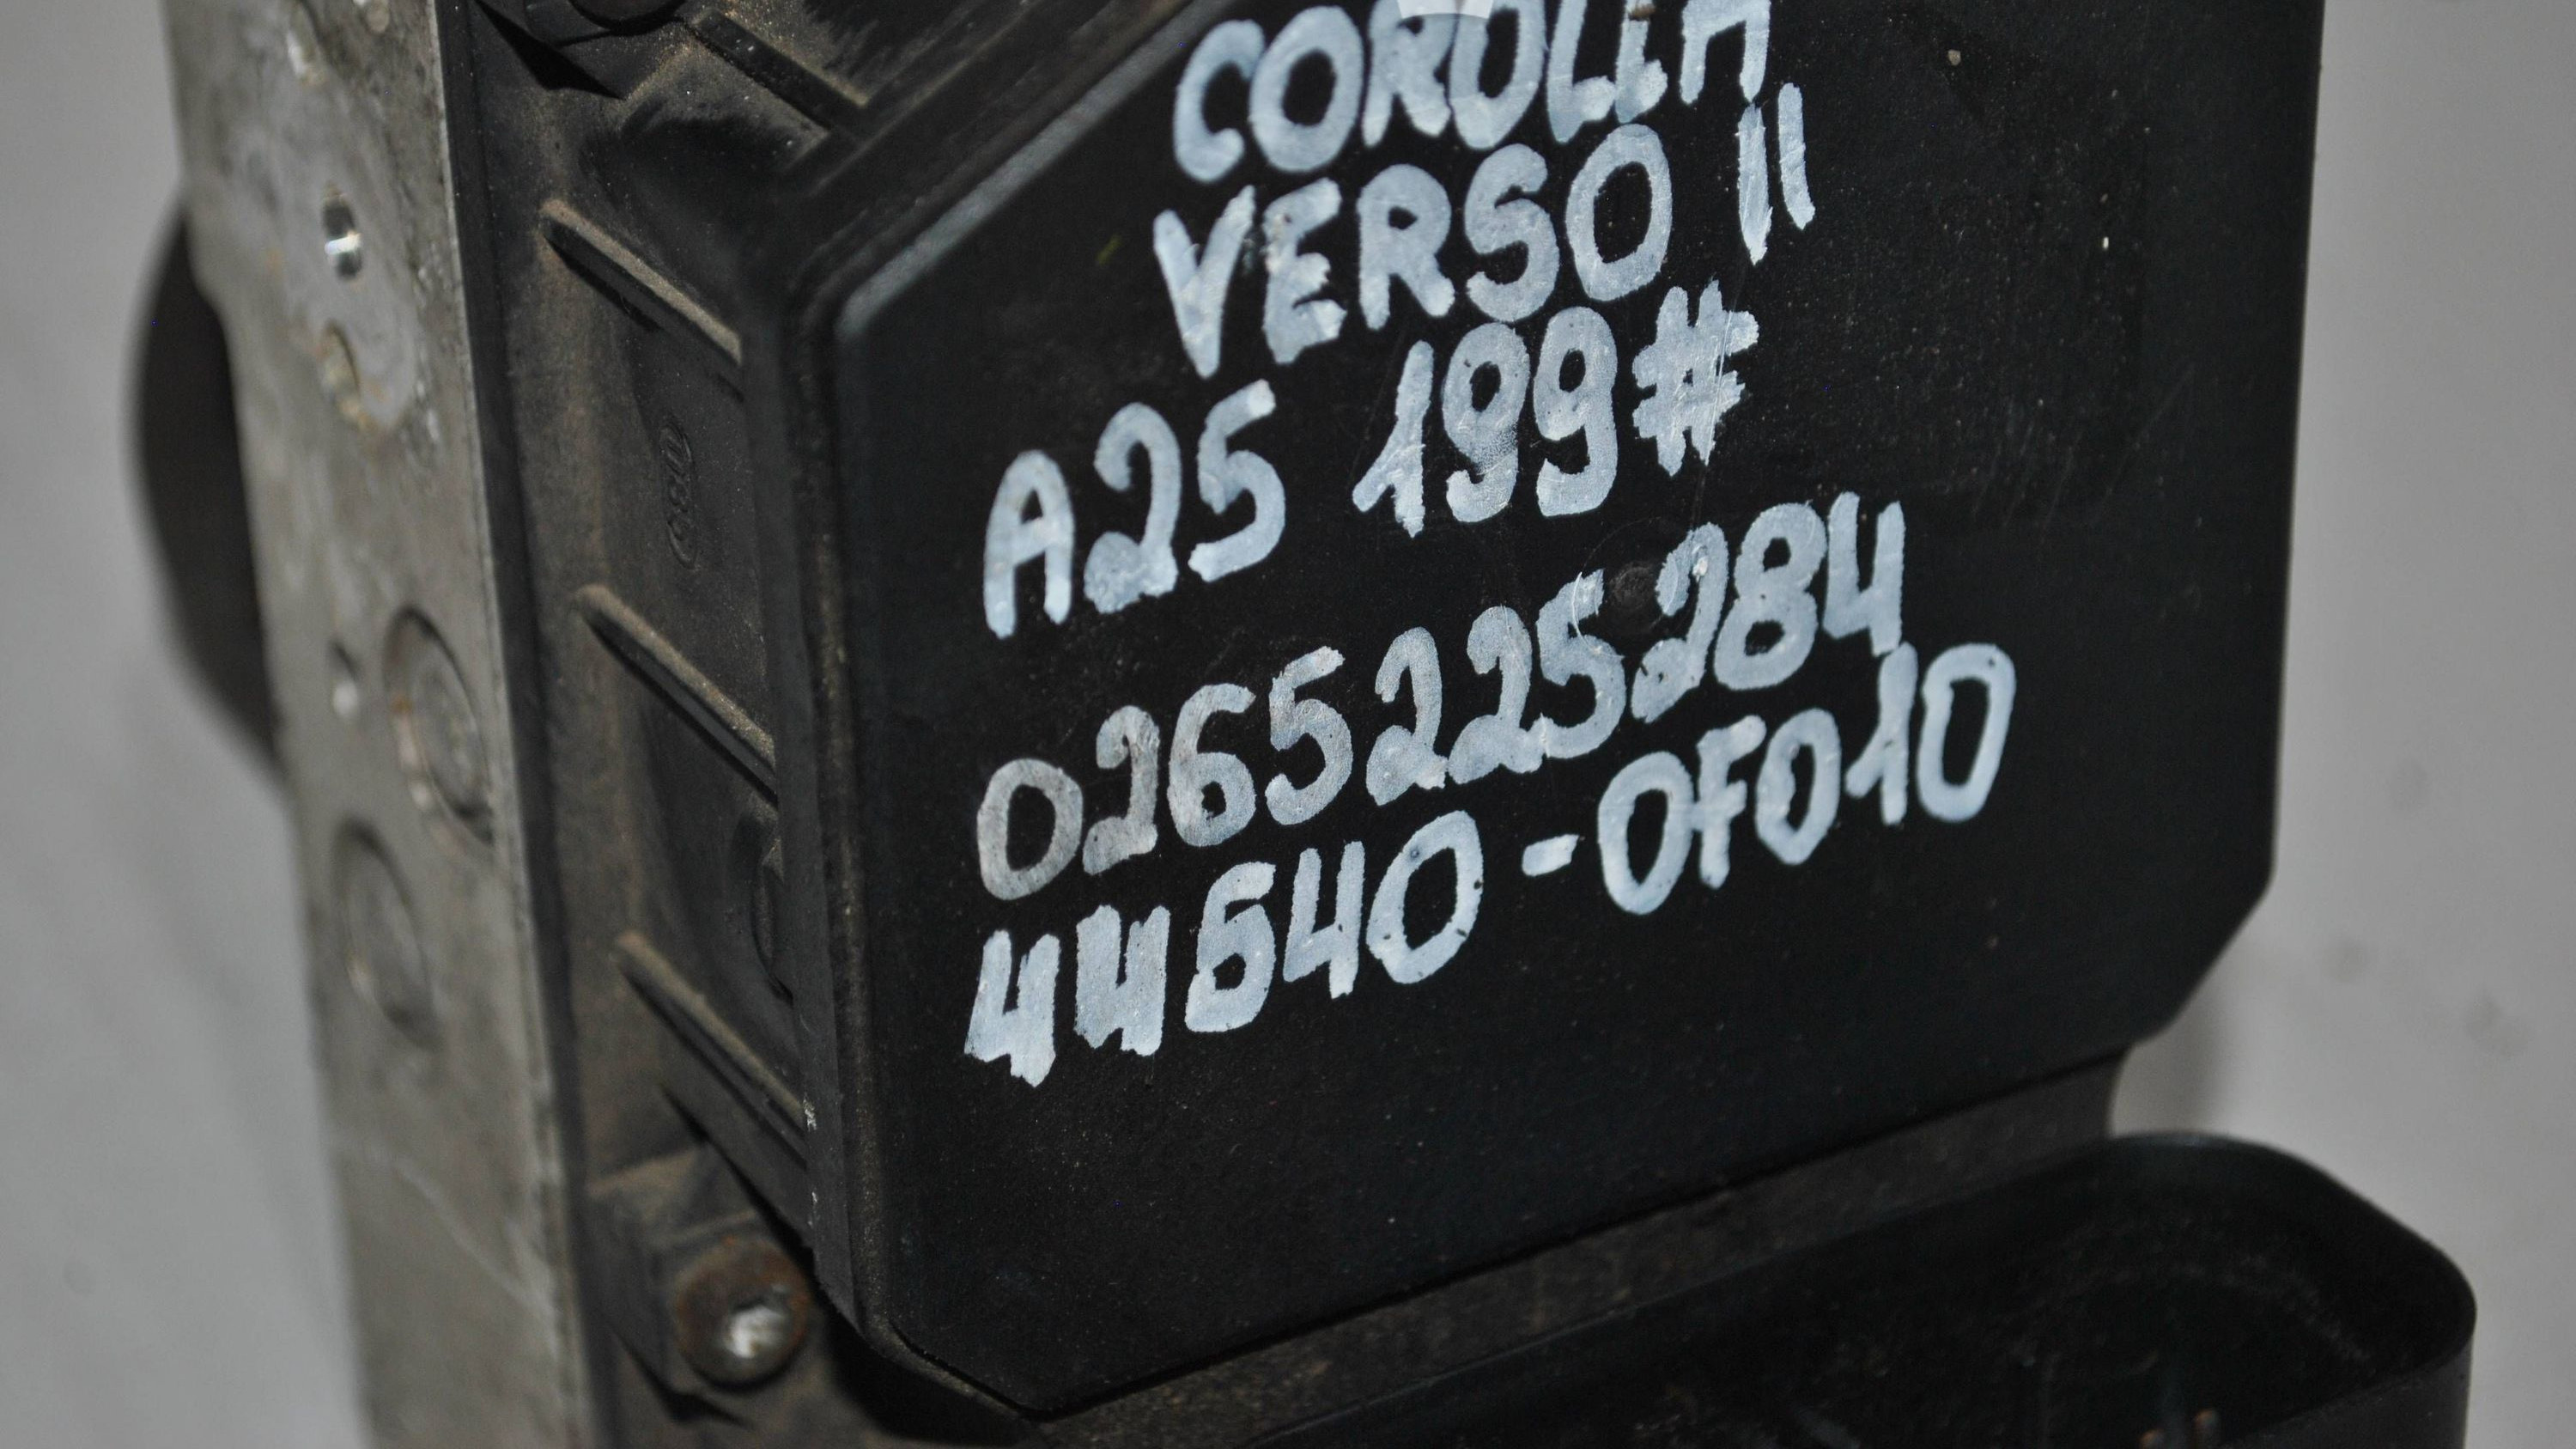 COROLLA
VERSO II
A25 199#
0265225284
44540-0F010